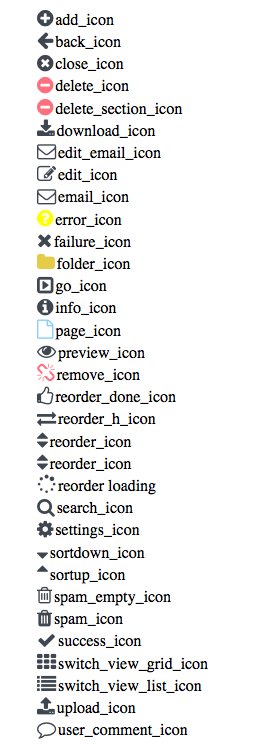 add_icon
back_icon
close_icon
delete_icon
delete_section_icon
download_icon
edit_email_icon
edit_icon
email_icon
error_icon
failure_icon
folder_icon
go_icon
info_icon
page_icon
preview_icon
remove_icon
reorder_done_icon
reorder_h_icon
reorder_icon
reorder_icon
reorder loading
search_icon
settings_icon
sortdown_icon
sortup_icon
spam_empty_icon
spam_icon
success_icon
switch_view_grid_icon
switch_view_list_icon
upload_icon
user_comment_icon